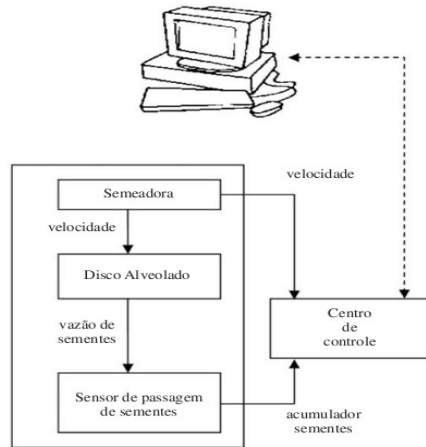 velocidade
Semeadora
velocidade
Disco Alveolado
vazão de
sementes
Centro
de
controle
Sensor de passagem
de sementes
acumulador
sementes